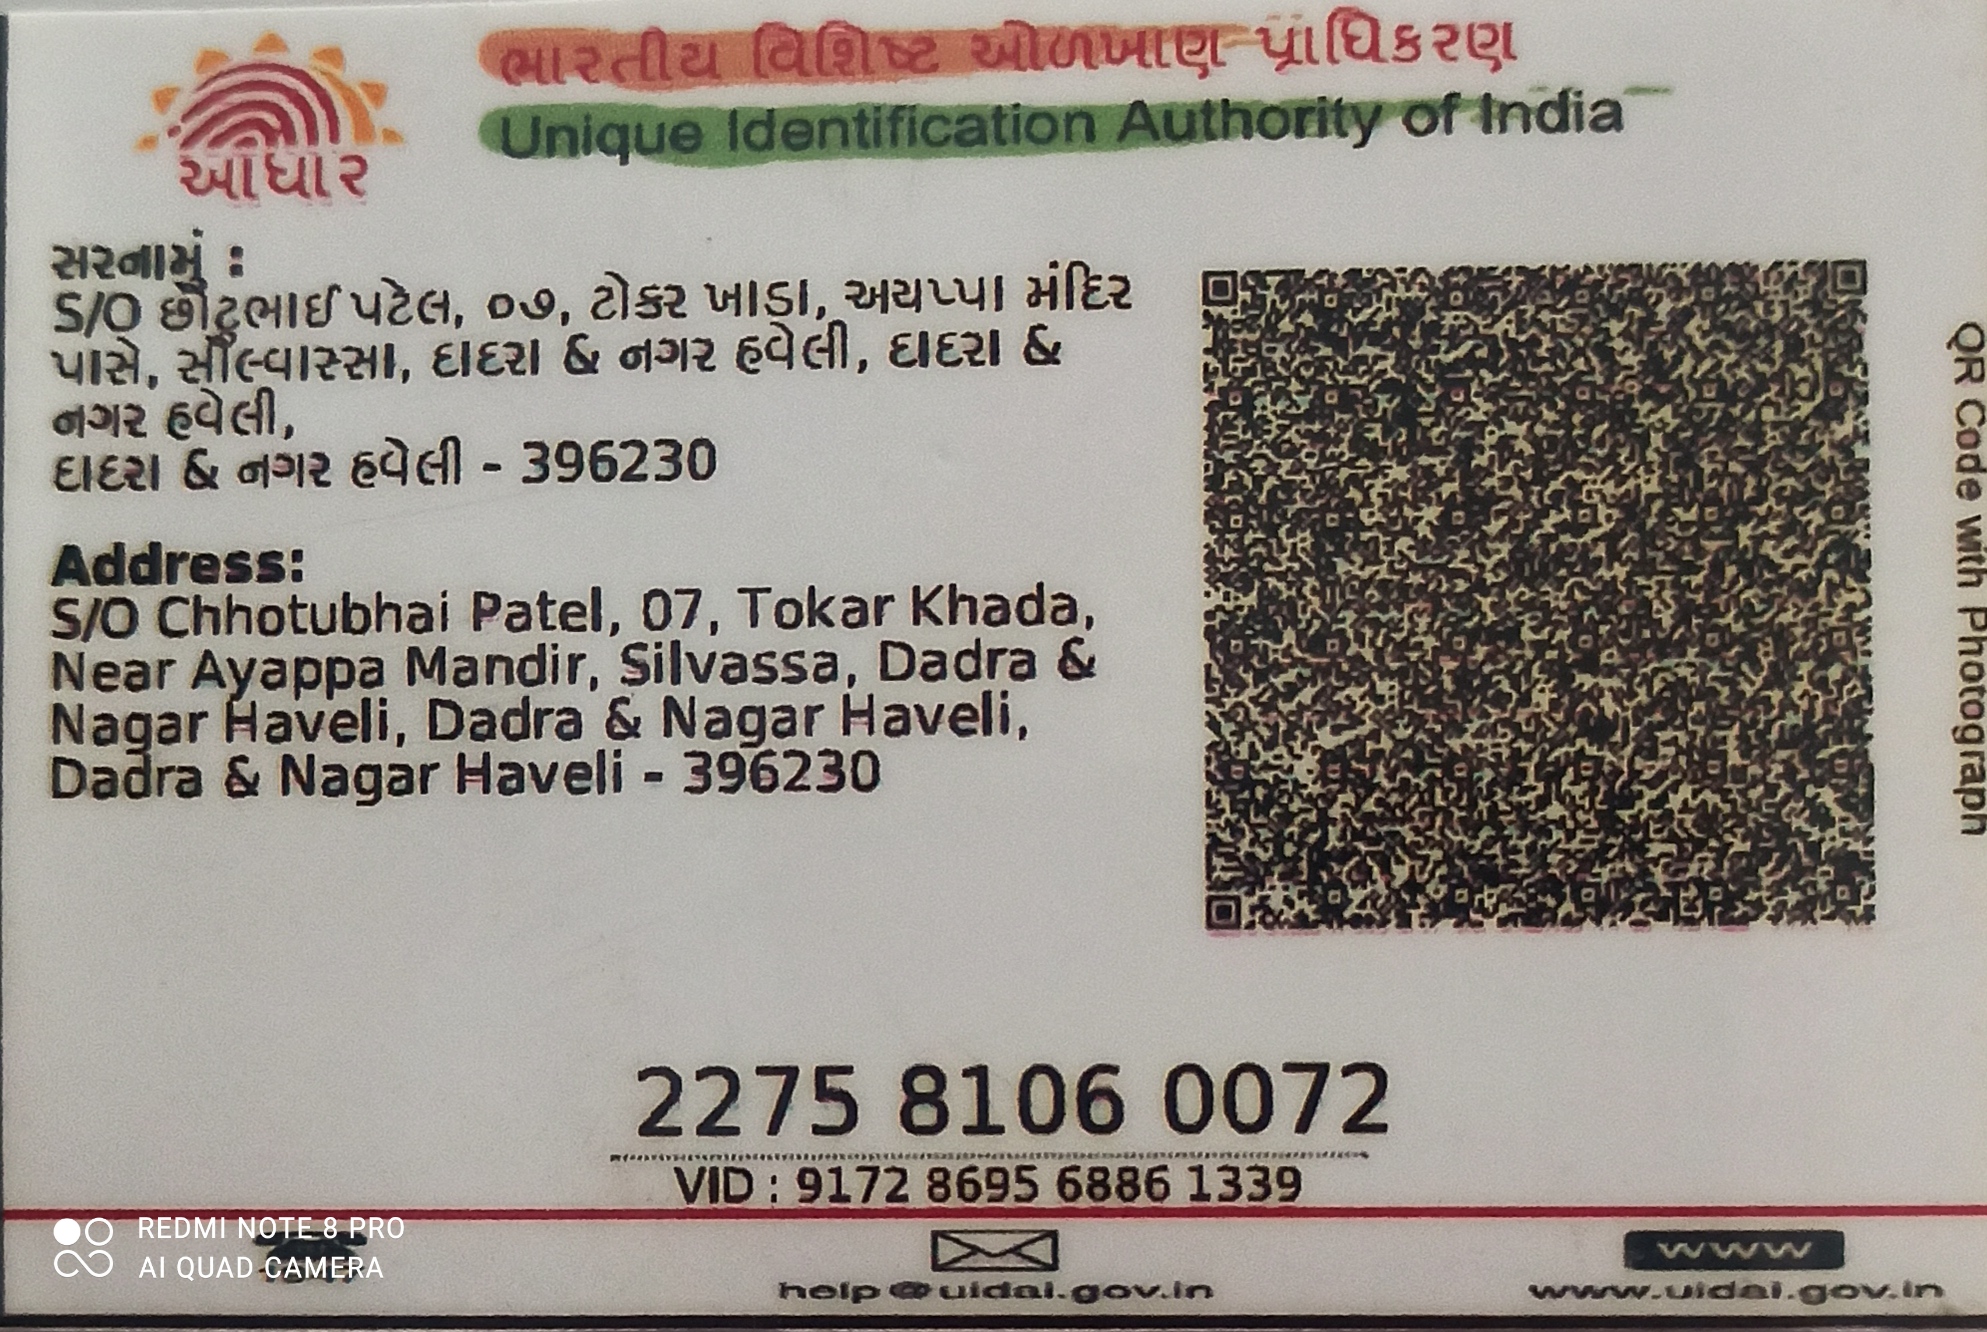 ભારતીય વિશિષ્ટ ઓળખાણ પ્રાધિકરણ
Unique Identification Authority of India
આધાર
સરનામું :
S/O છોટુભાઈ પટેલ, ૦૭, ટોકર ખાડા, અયપ્પા મંદિર
પાસે, સીલ્વાસ્સા, દાદરા & નગર હવેલી, દાદરા &
નગર હવેલી,
દાદરા & નગર હવેલી - 396230
Address:
S/O Chhotubhai Patel, 07, Tokar Khada,
Near Ayappa Mandir, Silvassa, Dadra &
Nagar Haveli, Dadra & Nagar Haveli,
Dadra & Nagar Haveli - 396230
QR Code with Photograph
2275 8106 0072
VID : 9172 8695 6886 1339
REDMI NOTE 8 PRO
AI QUAD CAMERA
help@uidai.gov.in
www
www.uidai.gov.in